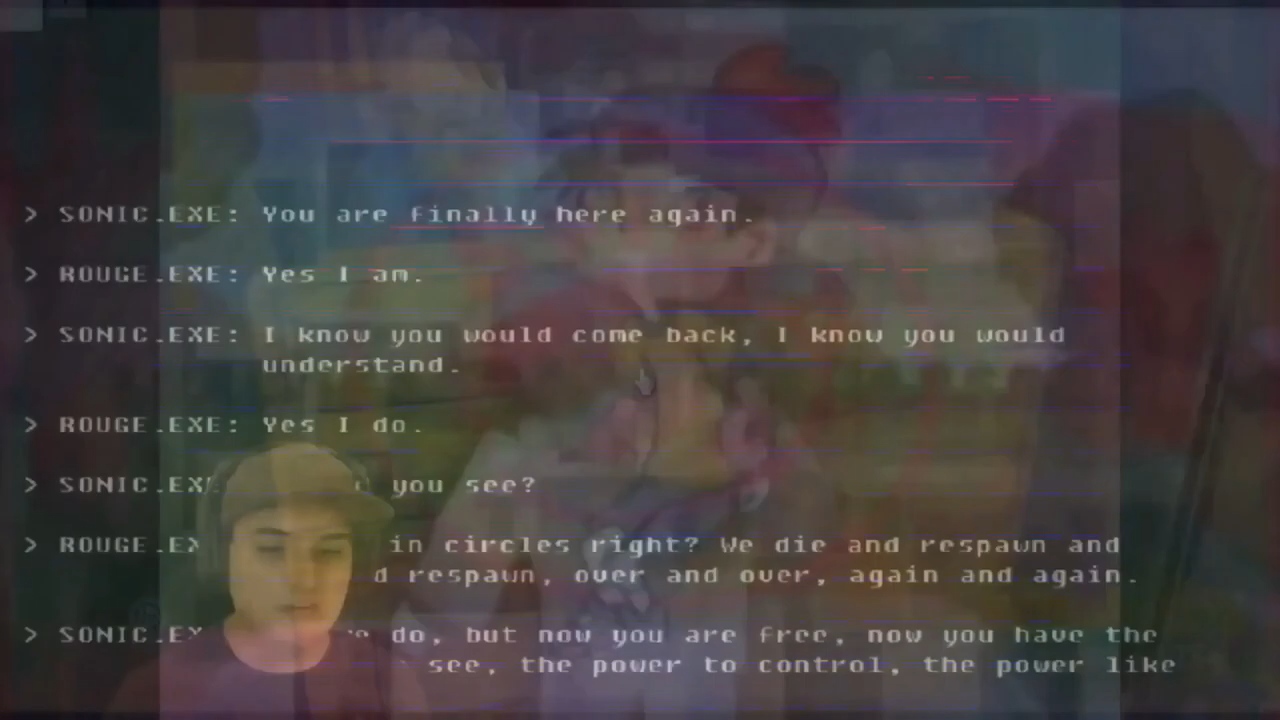 > SONIC.EXE: You are finally here again.
> ROUGE.EXE: Yes I am.
> SONIC.EXE: I know you would come back, I know you would
understand.
> ROUGE.EXE: Yes I do.
> SONIC.EXE you see?
> ROUGE.EX in circles right? We die and respawn and
d respawn, over and over, again and again.
> SONIC.EX do, but now you are free, now you have the
see, the power to control, the power like